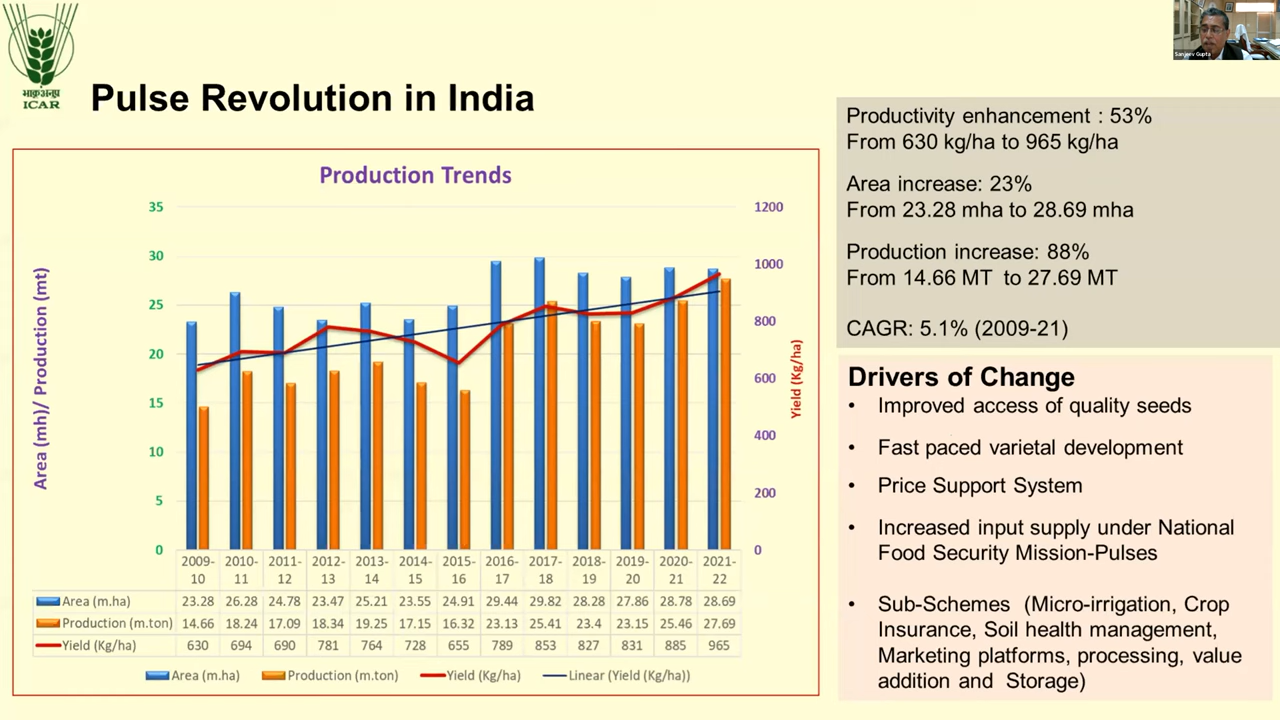 भाकृअनुप
ICAR
Pulse Revolution in India
Sanjeev Gupta
Production Trends
Area (mh)/ Production (mt)
35
30
25
20
15
10
5
0
1200
1000
800
600
400
200
0
Yield (Kg/ha)
2009-10 2010-11 2011-12 2012-13 2013-14 2014-15 2015-16 2016-17 2017-18 2018-19 2019-20 2020-21 2021-22
Area (m.ha) 23.28 26.28 24.78 23.47 25.21 23.55 24.91 29.44 29.82 28.28 27.86 28.78 28.69
Production (m.ton) 14.66 18.24 17.09 18.34 19.25 17.15 16.32 23.13 25.41 23.4 23.15 25.46 27.69
Yield (Kg/ha) 630 694 690 781 764 728 655 789 853 827 831 885 965
Area (m.ha) Production (m.ton) Yield (Kg/ha) Linear (Yield (Kg/ha))
Productivity enhancement : 53%
From 630 kg/ha to 965 kg/ha
Area increase: 23%
From 23.28 mha to 28.69 mha
Production increase: 88%
From 14.66 MT to 27.69 MT
CAGR: 5.1% (2009-21)
Drivers of Change
• Improved access of quality seeds
• Fast paced varietal development
• Price Support System
• Increased input supply under National
Food Security Mission-Pulses
• Sub-Schemes (Micro-irrigation, Crop
Insurance, Soil health management,
Marketing platforms, processing, value
addition and Storage)